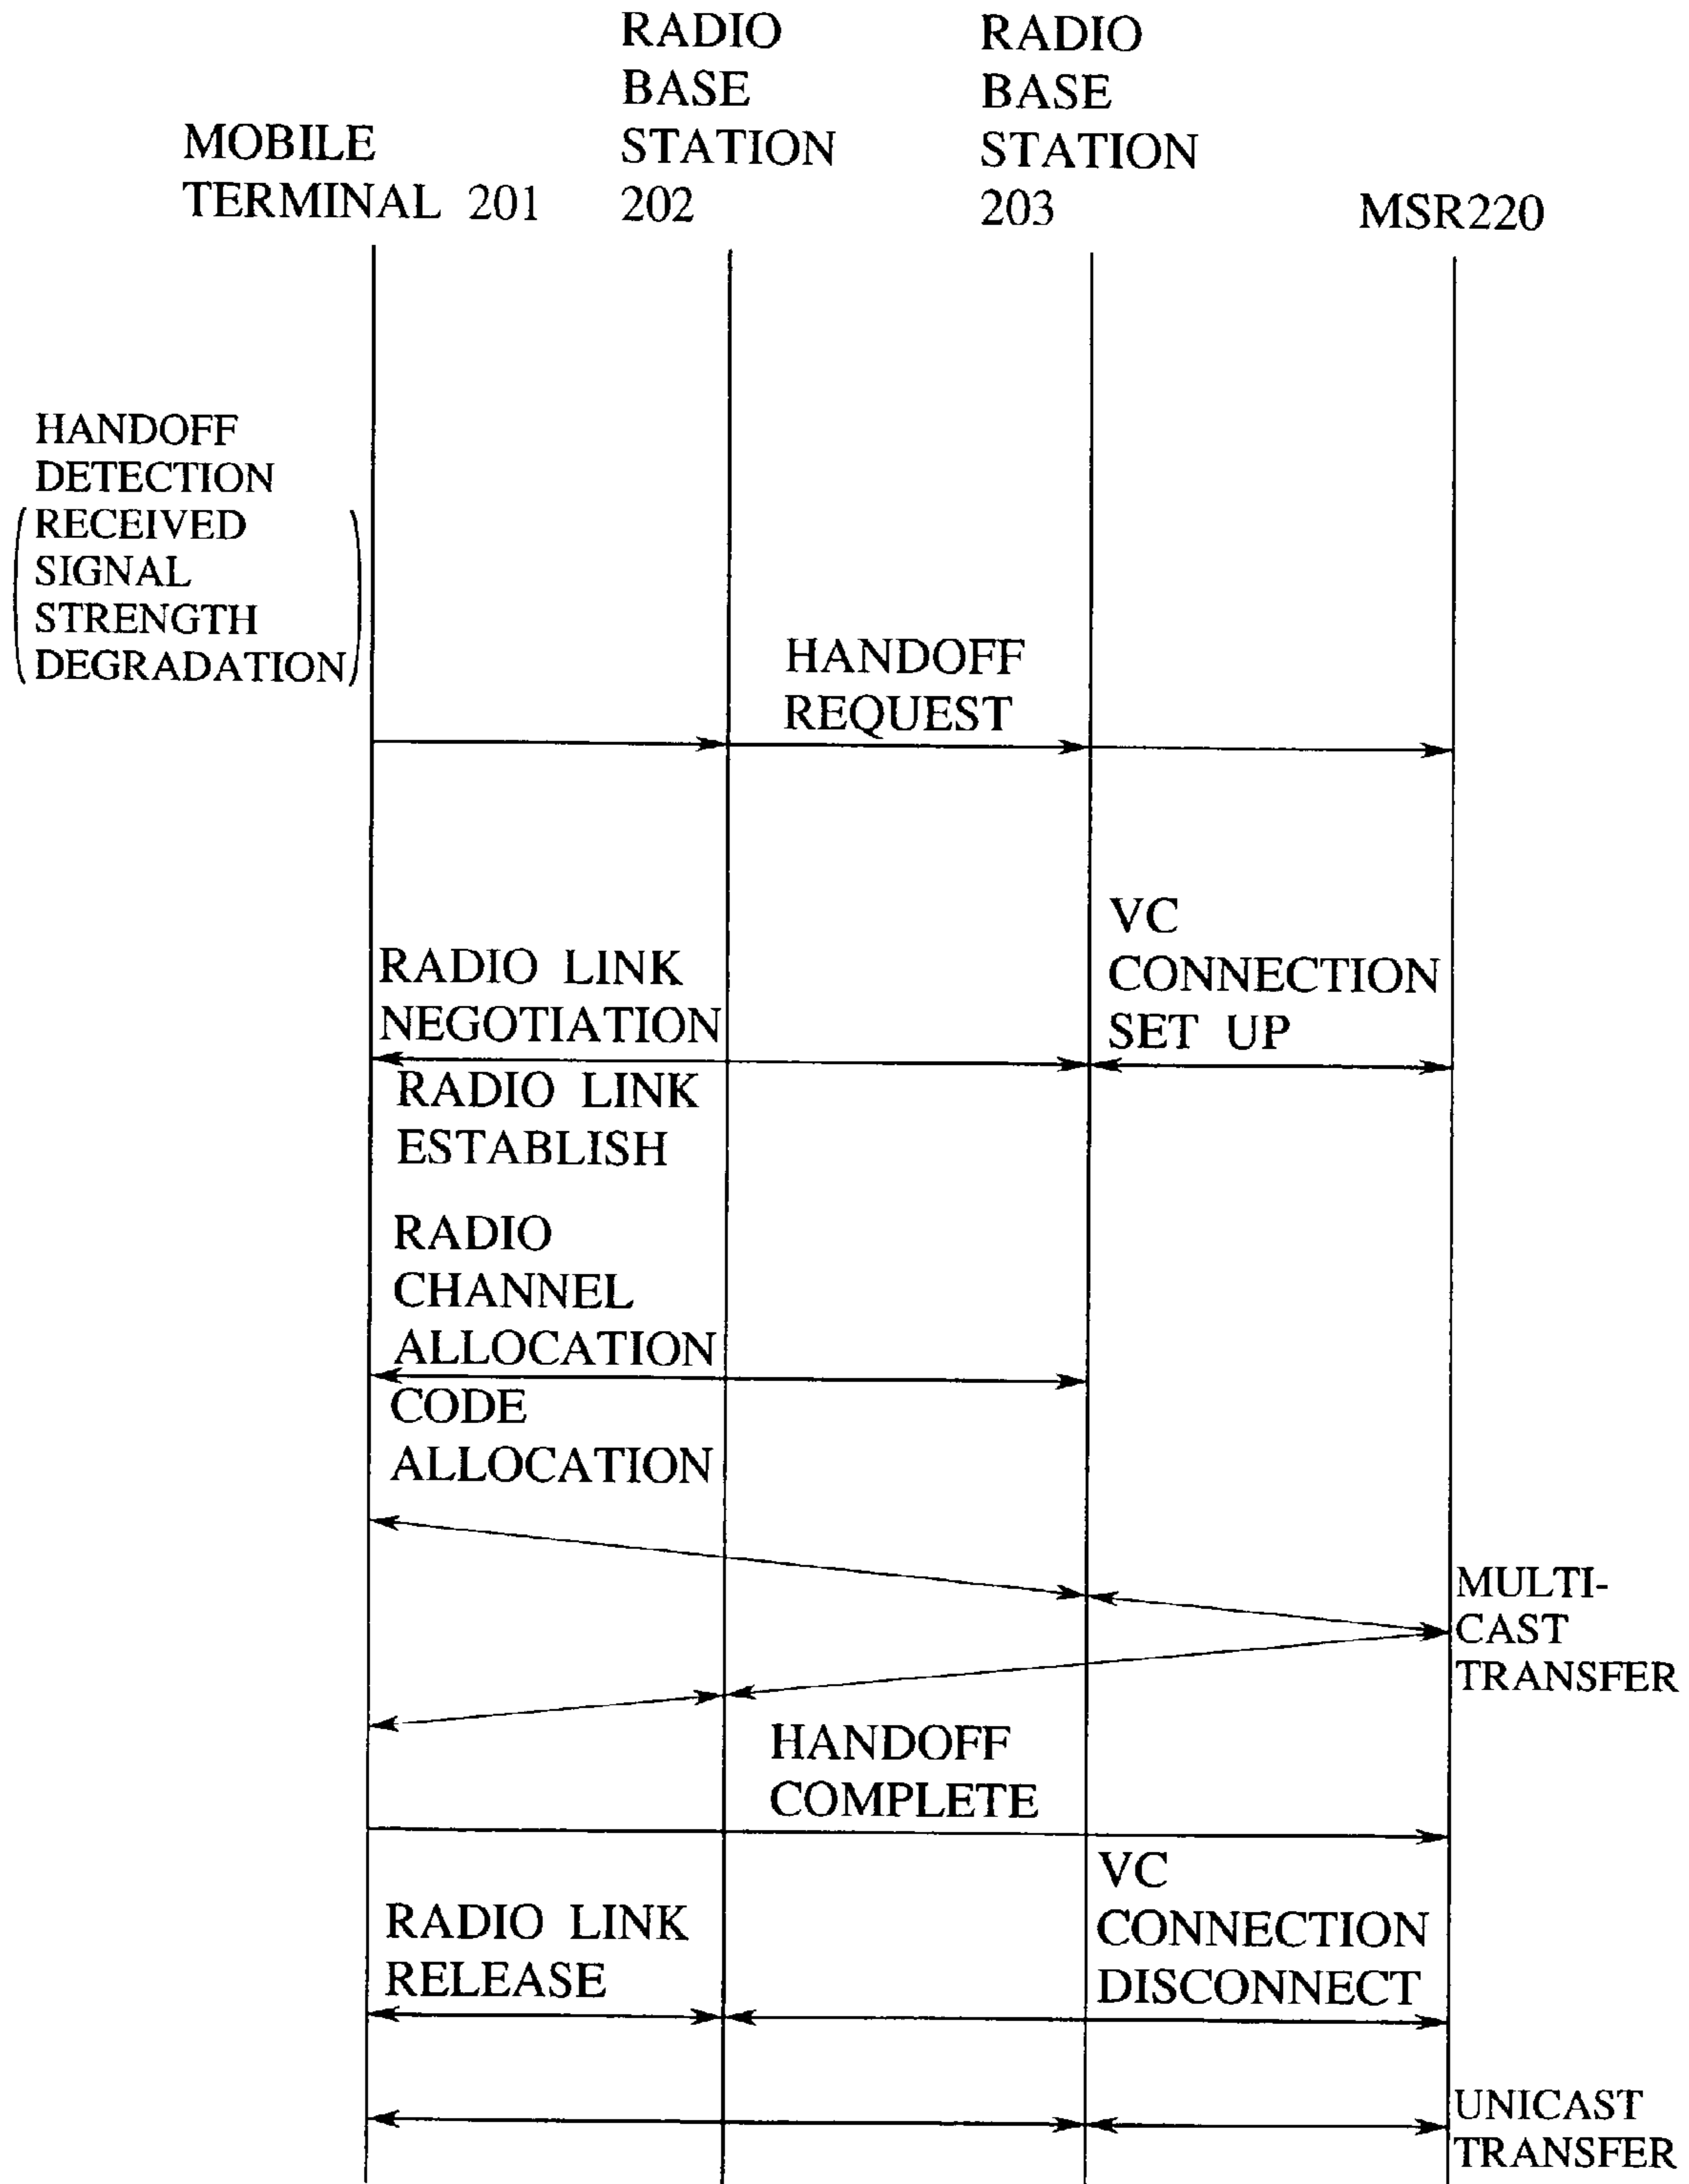 MOBILE
TERMINAL 201
RADIO
BASE
STATION
202
RADIO
BASE
STATION
203
MSR220
HANDOFF
DETECTION
RECEIVED
SIGNAL
STRENGTH
DEGRADATION
HANDOFF
REQUEST
RADIO LINK
NEGOTIATION
VC
CONNECTION
SET UP
RADIO LINK
ESTABLISH
RADIO
CHANNEL
ALLOCATION
CODE
ALLOCATION
MULTI-
CAST
TRANSFER
HANDOFF
COMPLETE
RADIO LINK
RELEASE
VC
CONNECTION
DISCONNECT
UNICAST
TRANSFER